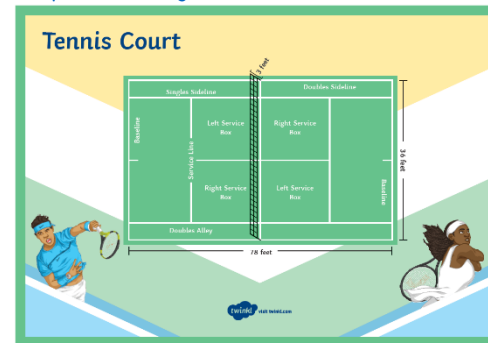 Tennis Court
3 feet
Singles Sideline
Doubles Sideline
Baseline
Left Service
Box
Right Service
Box
Service Line
36 feet
Right Service
Box
Left Service
Box
Baseline
Doubles Alley
78 feet
twinkl
visit twinkl.com